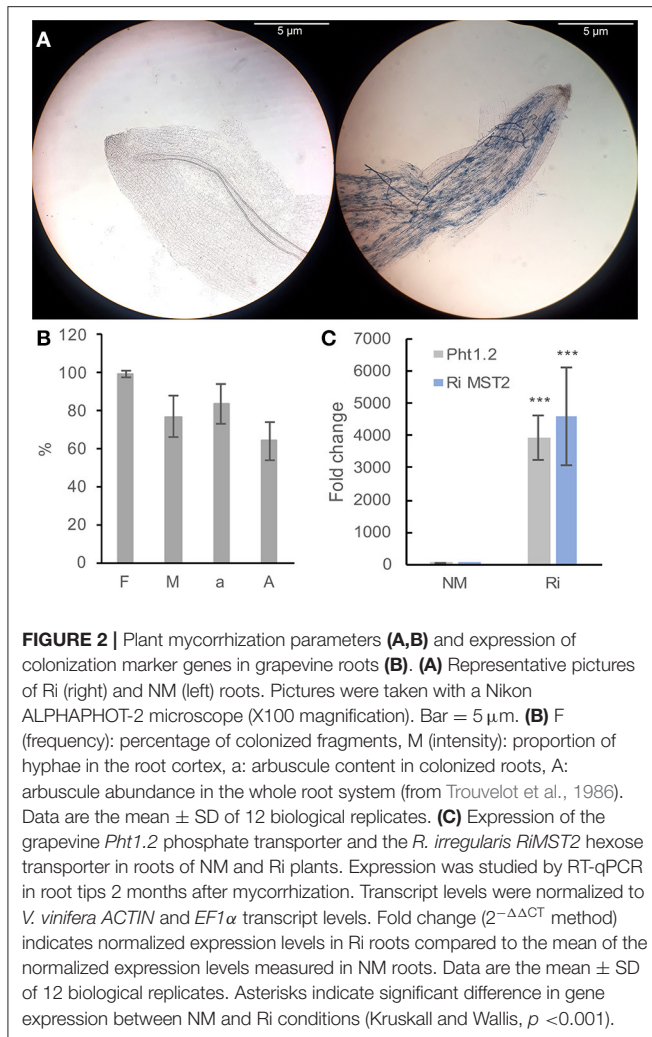 A
5 µm
5 µm
B
120
100
80
60
40
20
0
%
F
M
a
A
C
7000
6000
5000
4000
3000
2000
1000
0
Fold change
Pht1.2
Ri MST2
***
***
NM
Ri
FIGURE 2 | Plant mycorrhization parameters (A,B) and expression of
colonization marker genes in grapevine roots (B). (A) Representative pictures
of Ri (right) and NM (left) roots. Pictures were taken with a Nikon
ALPHAPHOT-2 microscope (X100 magnification). Bar = 5 µm. (B) F
(frequency): percentage of colonized fragments, M (intensity): proportion of
hyphae in the root cortex, a: arbuscule content in colonized roots, A:
arbuscule abundance in the whole root system (from Trouvelot et al., 1986).
Data are the mean ± SD of 12 biological replicates. (C) Expression of the
grapevine Pht1.2 phosphate transporter and the R. irregularis RiMST2 hexose
transporter in roots of NM and Ri plants. Expression was studied by RT-qPCR
in root tips 2 months after mycorrhization. Transcript levels were normalized to
V. vinifera ACTIN and EF1α transcript levels. Fold change (2−ΔΔCT method)
indicates normalized expression levels in Ri roots compared to the mean of the
normalized expression levels measured in NM roots. Data are the mean ± SD
of 12 biological replicates. Asterisks indicate significant difference in gene
expression between NM and Ri conditions (Kruskall and Wallis, p <0.001).